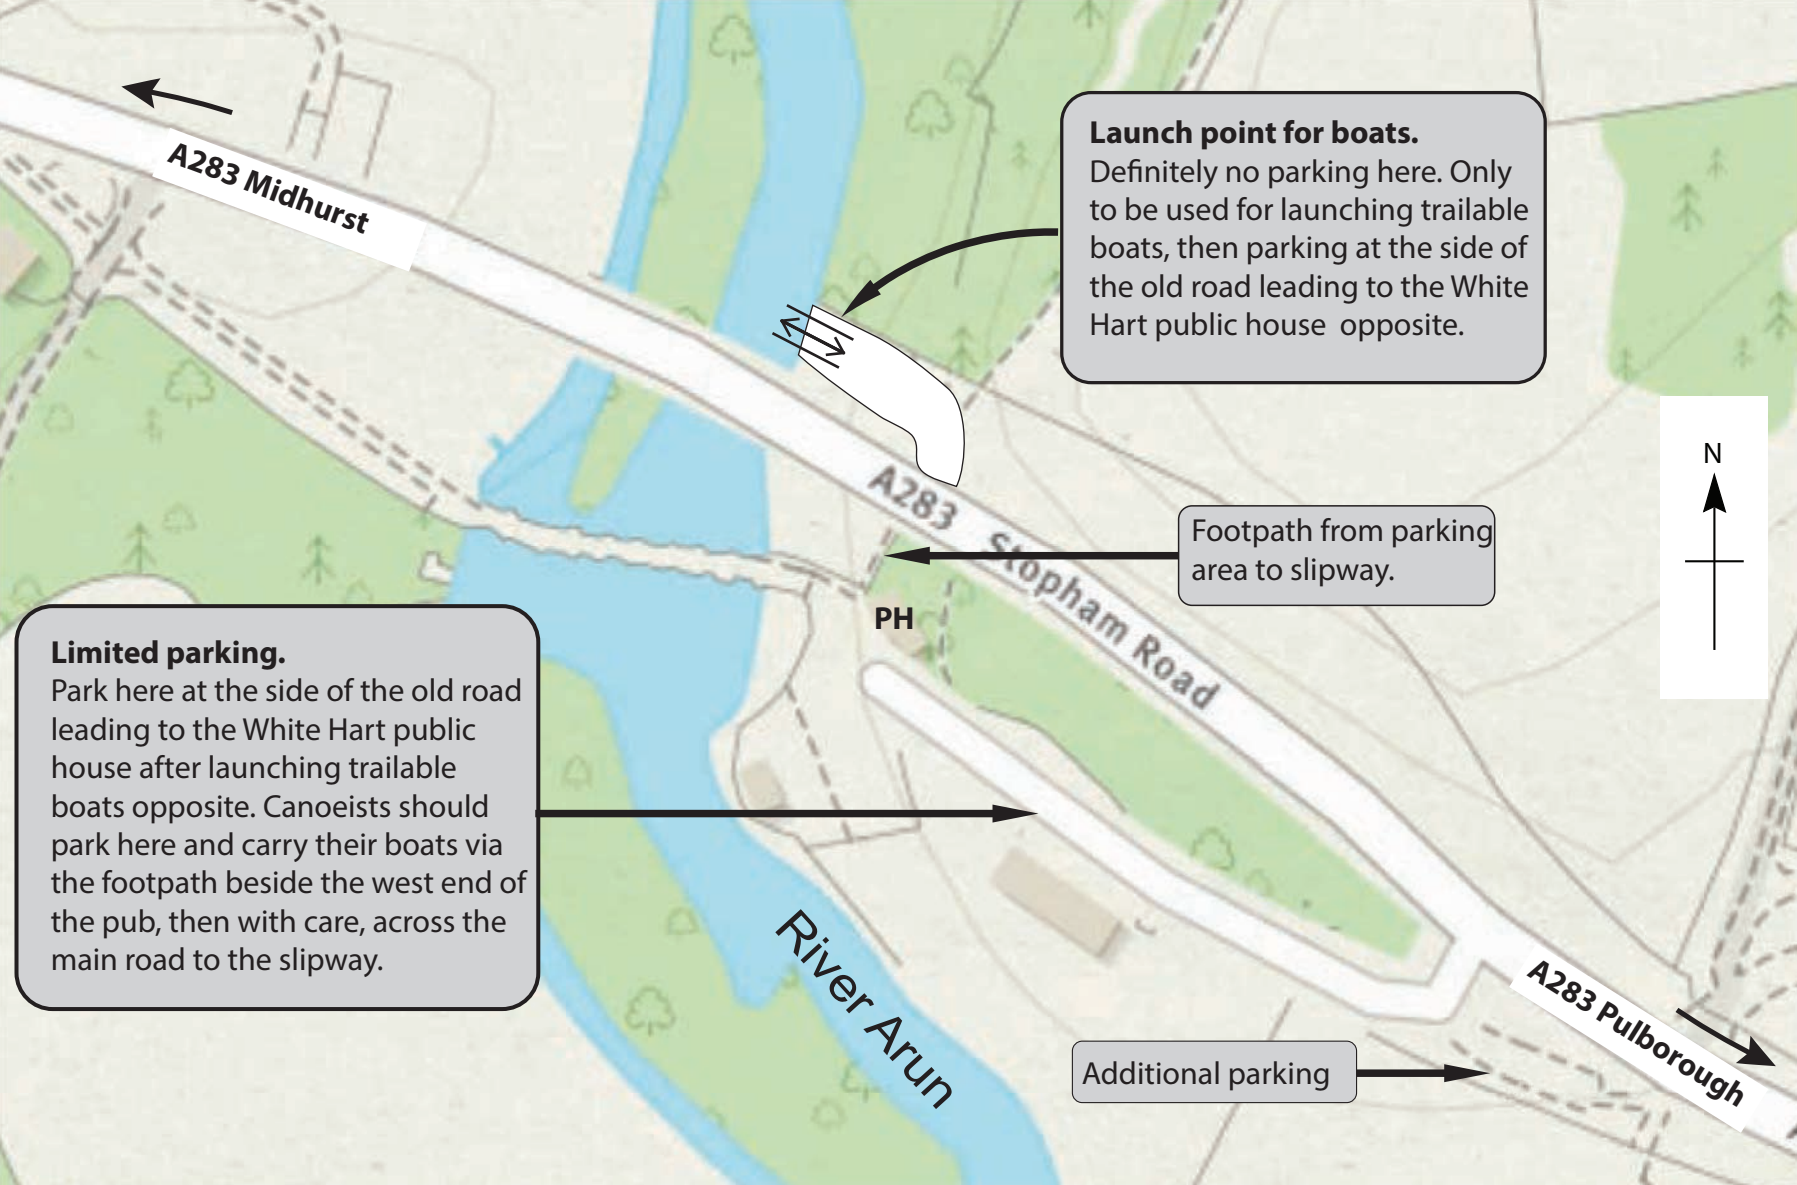 A283 Midhurst
Launch point for boats.
Definitely no parking here. Only
to be used for launching trailable
boats, then parking at the side of
the old road leading to the White
Hart public house opposite.
N
A283 Stopham Road
Footpath from parking
area to slipway.
PH
Limited parking.
Park here at the side of the old road
leading to the White Hart public
house after launching trailable
boats opposite. Canoeists should
park here and carry their boats via
the footpath beside the west end of
the pub, then with care, across the
main road to the slipway.
River Arun
A283 Pulborough
Additional parking